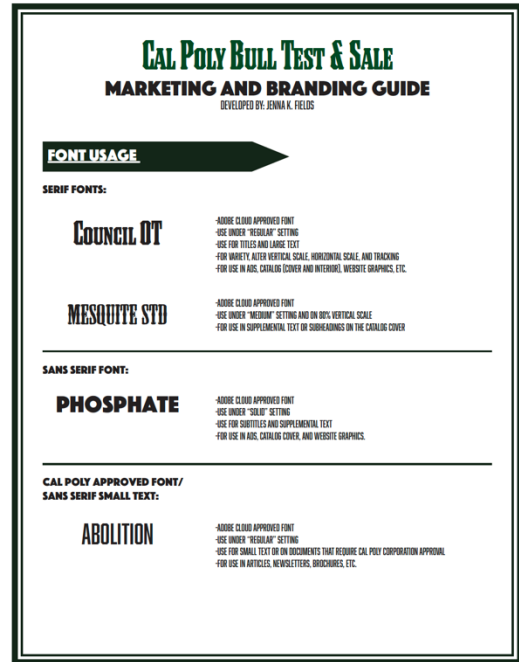 CAL POLY BULL TEST & SALE
MARKETING AND BRANDING GUIDE
DEVELOPED BY: JENNA K. FIELDS
FONT USAGE
SERIF FONTS:
COUNCIL OT
-ADOBE CLOUD APPROVED FONT
-USE UNDER "REGULAR" SETTING
-USE FOR TITLES AND LARGE TEXT
-FOR VARIETY, ALTER VERTICAL SCALE, HORIZONTAL SCALE, AND TRACKING
-FOR USE IN ADS, CATALOG (COVER AND INTERIOR), WEBSITE GRAPHICS, ETC.
MESQUITE STD
-ADOBE CLOUD APPROVED FONT
-USE UNDER "MEDIUM" SETTING AND ON 80% VERTICAL SCALE
-FOR USE IN SUPPLEMENTAL TEXT OR SUBHEADINGS ON THE CATALOG COVER
SANS SERIF FONT:
PHOSPHATE
-ADOBE CLOUD APPROVED FONT
-USE UNDER "SOLID" SETTING
-USE FOR SUBTITLES AND SUPPLEMENTAL TEXT
-FOR USE IN ADS, CATALOG COVER, AND WEBSITE GRAPHICS.
CAL POLY APPROVED FONT/
SANS SERIF SMALL TEXT:
ABOLITION
-ADOBE CLOUD APPROVED FONT
-USE UNDER "REGULAR" SETTING
-USE FOR SMALL TEXT OR ON DOCUMENTS THAT REQUIRE CAL POLY CORPORATION APPROVAL
-FOR USE IN ARTICLES, NEWSLETTERS, BROCHURES, ETC.